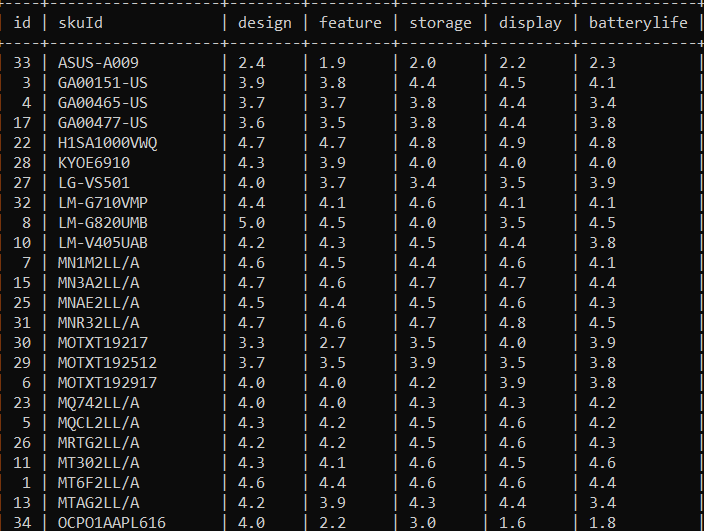 | id | skuId | design | feature | storage | display | batterylife |
| 33 | ASUS-A009 | 2.4 | 1.9 | 2.0 | 2.2 | 2.3 |
| 3 | GA00151-US | 3.9 | 3.8 | 4.4 | 4.5 | 4.1 |
| 4 | GA00465-US | 3.7 | 3.7 | 3.8 | 4.4 | 3.4 |
| 17 | GA00477-US | 3.6 | 3.5 | 3.8 | 4.4 | 3.8 |
| 22 | H1SA1000VWQ | 4.7 | 4.7 | 4.8 | 4.9 | 4.8 |
| 28 | KYOE6910 | 4.3 | 3.9 | 4.0 | 4.0 | 4.0 |
| 27 | LG-VS501 | 4.0 | 3.7 | 3.4 | 3.5 | 3.9 |
| 32 | LM-G710VMP | 4.4 | 4.1 | 4.6 | 4.1 | 4.1 |
| 8 | LM-G820UMB | 5.0 | 4.5 | 4.0 | 3.5 | 4.5 |
| 10 | LM-V405UAB | 4.2 | 4.3 | 4.5 | 4.4 | 3.8 |
| 7 | MN1M2LL/A | 4.6 | 4.5 | 4.4 | 4.6 | 4.1 |
| 15 | MN3A2LL/A | 4.7 | 4.6 | 4.7 | 4.7 | 4.4 |
| 25 | MNAE2LL/A | 4.5 | 4.4 | 4.5 | 4.6 | 4.3 |
| 31 | MNR32LL/A | 4.7 | 4.6 | 4.7 | 4.8 | 4.5 |
| 30 | MOTXT19217 | 3.3 | 2.7 | 3.5 | 4.0 | 3.9 |
| 29 | MOTXT192512 | 3.7 | 3.5 | 3.9 | 3.5 | 3.8 |
| 6 | MOTXT192917 | 4.0 | 4.0 | 4.2 | 3.9 | 3.8 |
| 23 | MQ742LL/A | 4.0 | 4.0 | 4.3 | 4.3 | 4.2 |
| 5 | MQCL2LL/A | 4.3 | 4.2 | 4.5 | 4.6 | 4.2 |
| 26 | MRTG2LL/A | 4.2 | 4.2 | 4.5 | 4.6 | 4.3 |
| 11 | MT302LL/A | 4.3 | 4.1 | 4.6 | 4.5 | 4.6 |
| 1 | MT6F2LL/A | 4.6 | 4.4 | 4.6 | 4.6 | 4.4 |
| 13 | MTAG2LL/A | 4.2 | 3.9 | 4.3 | 4.4 | 3.4 |
| 34 | OCPO1AAPL616 | 4.0 | 2.2 | 3.0 | 1.6 | 1.8 |